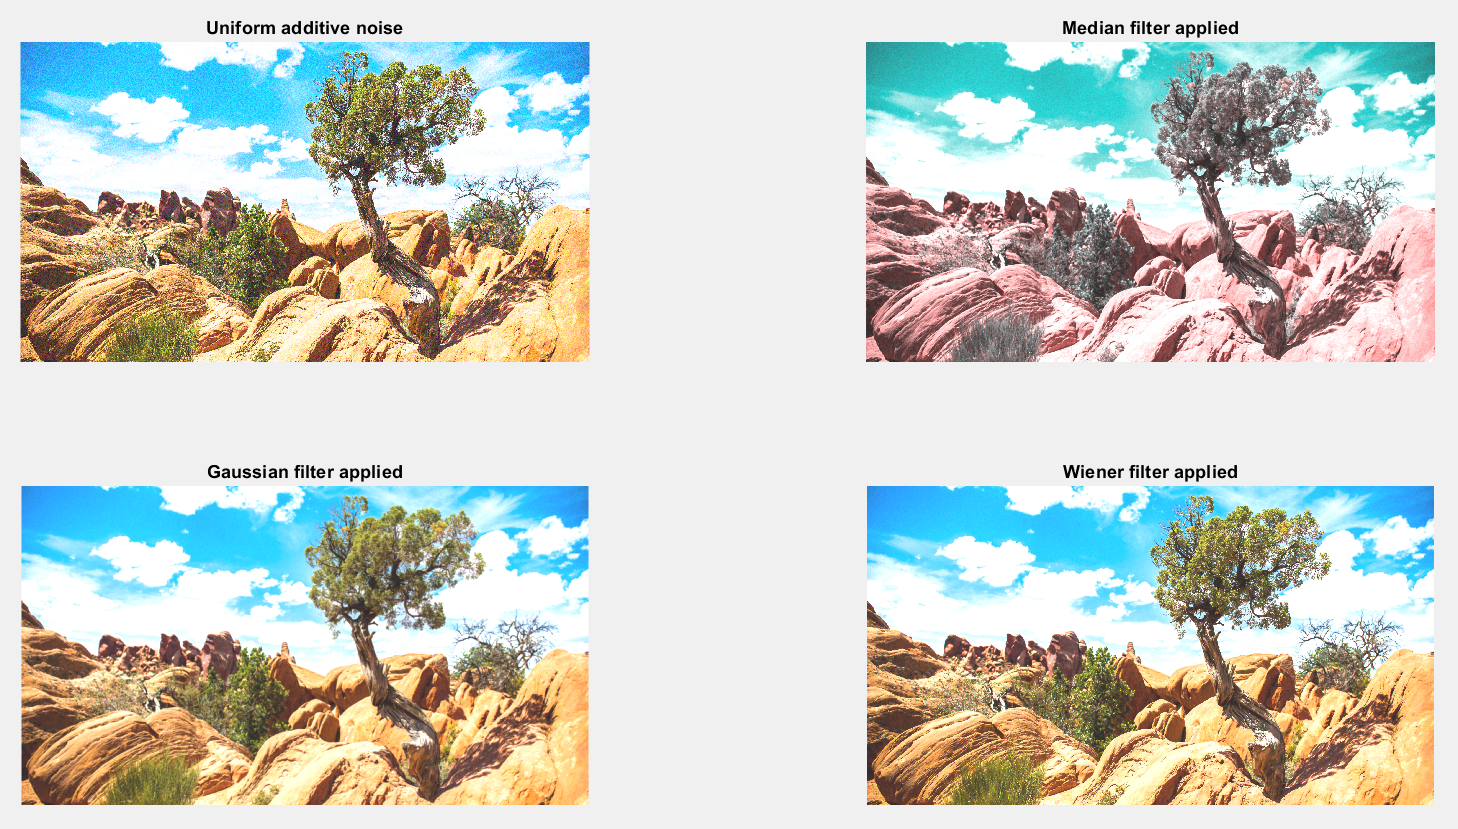 Uniform additive noise
Median filter applied
Gaussian filter applied
Wiener filter applied